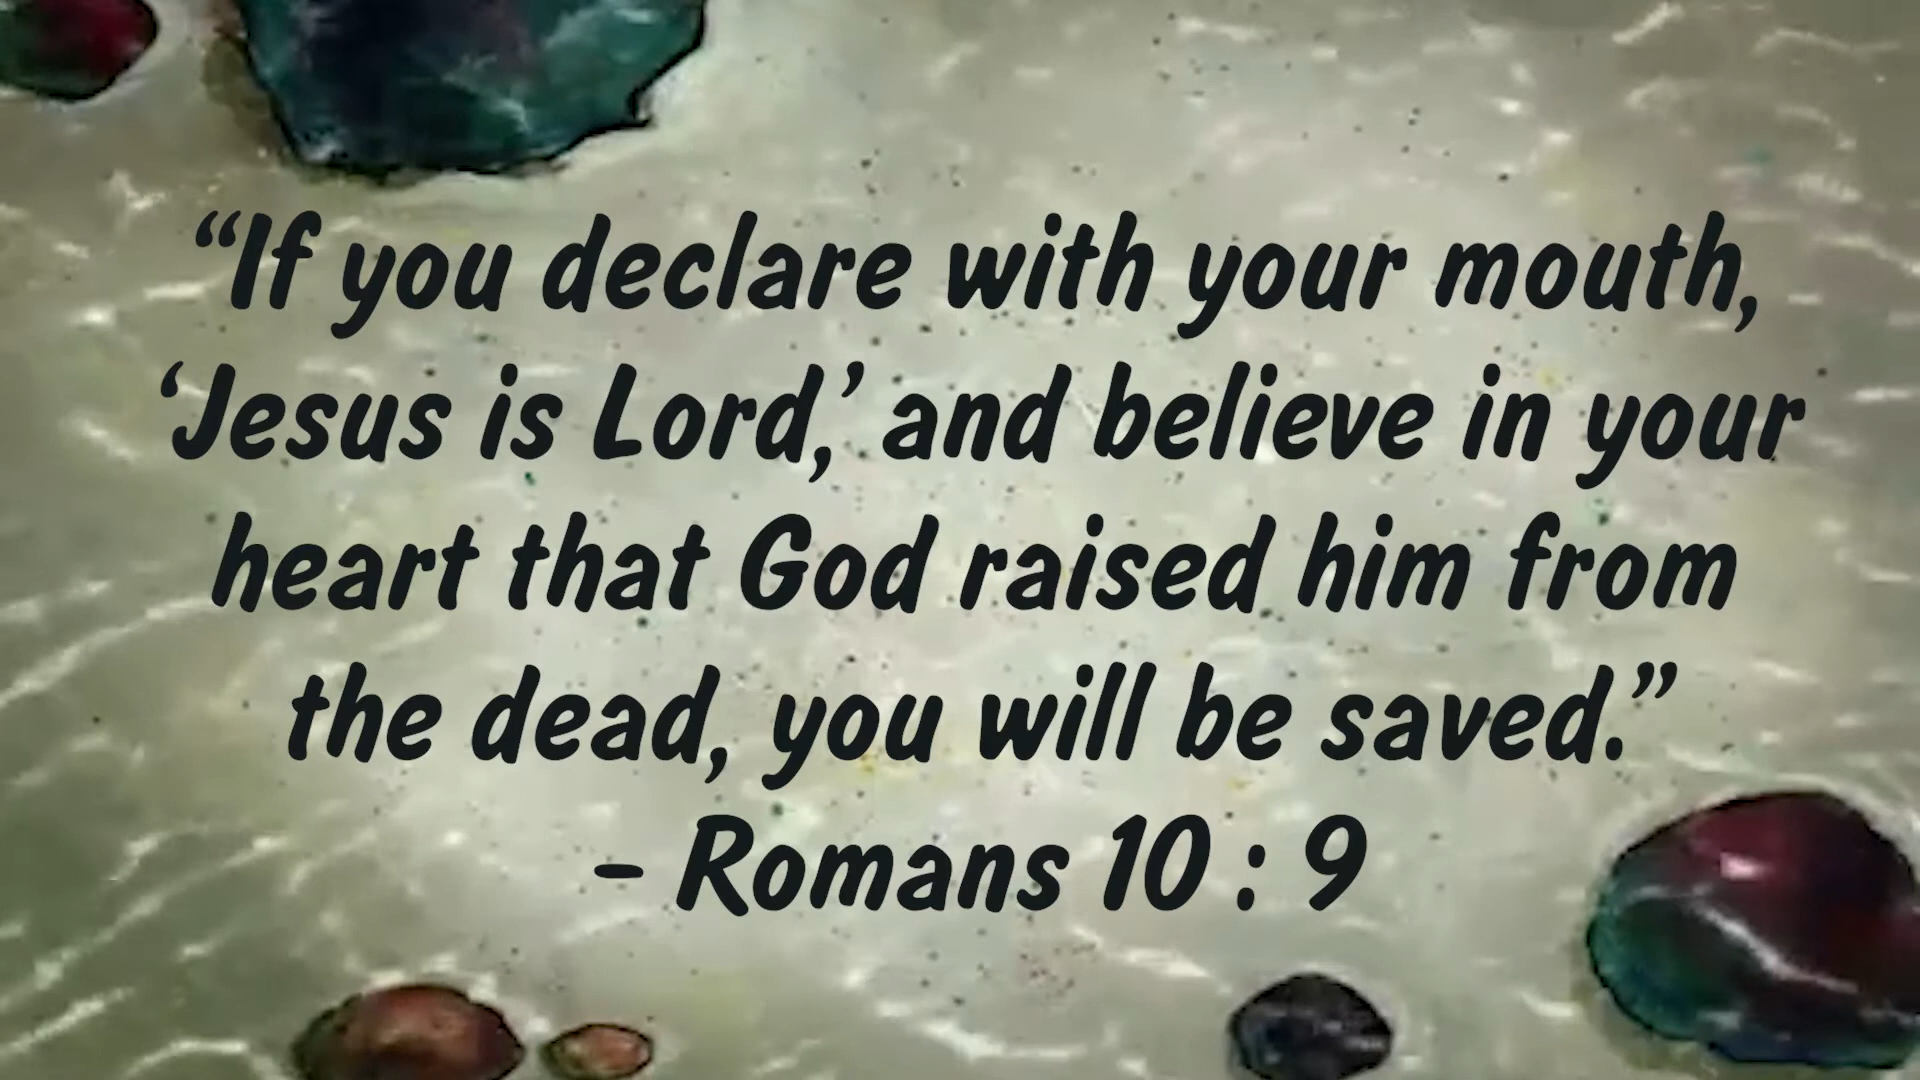 “If you declare with your mouth,
‘Jesus is Lord,’ and believe in your
heart that God raised him from
the dead, you will be saved.”
- Romans 10 : 9